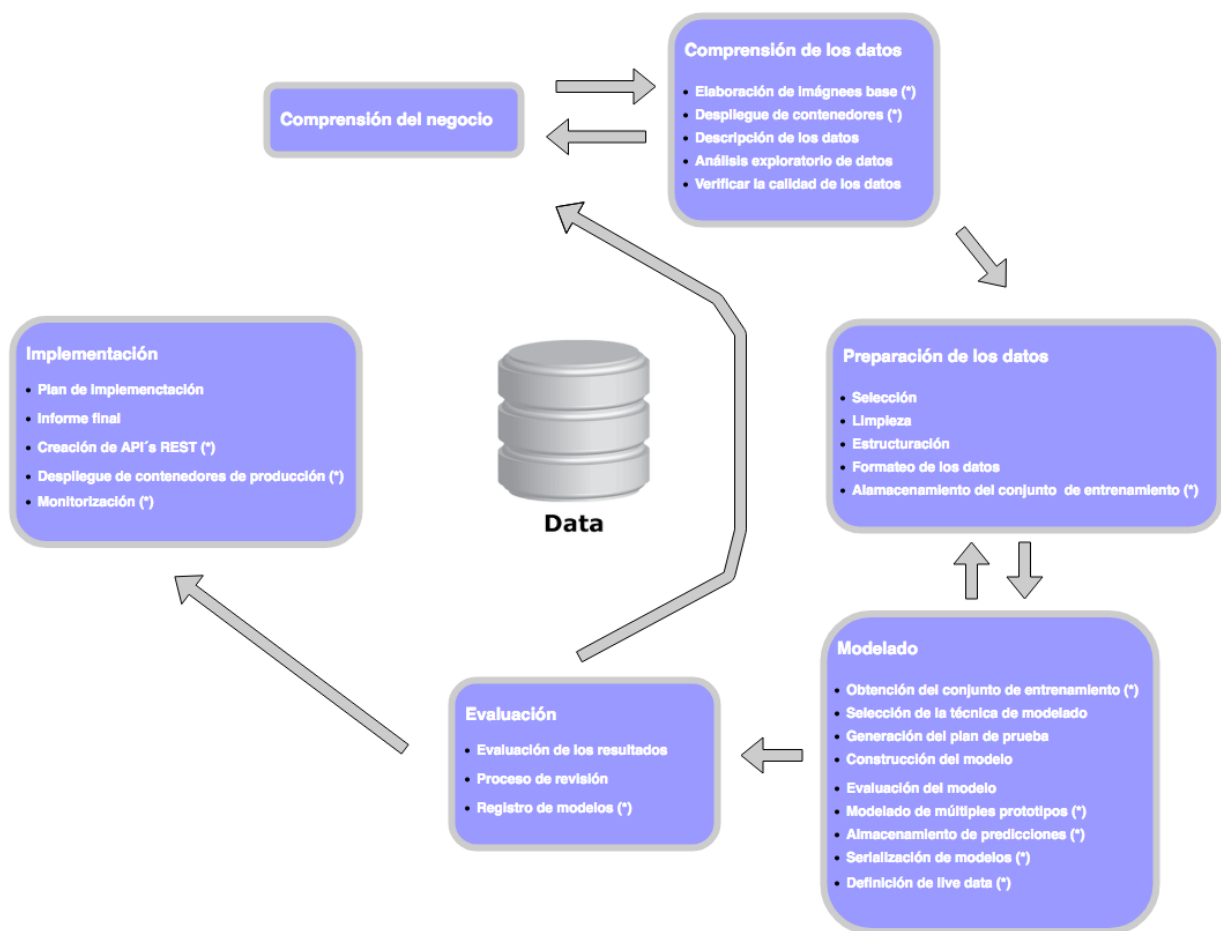 Comprensión del negocio
Comprensión de los datos
• Elaboración de imágnees base (*)
• Despliegue de contenedores (*)
• Descripción de los datos
• Análisis exploratorio de datos
• Verificar la calidad de los datos
Preparación de los datos
• Selección
• Limpieza
• Estructuración
• Formateo de los datos
• Alamacenamiento del conjunto de entrenamiento (*)
Modelado
• Obtención del conjunto de entrenamiento (*)
• Selección de la técnica de modelado
• Generación del plan de prueba
• Construcción del modelo
• Evaluación del modelo
• Modelado de múltiples prototipos (*)
• Almacenamiento de predicciones (*)
• Serialización de modelos (*)
• Definición de live data (*)
Evaluación
• Evaluación de los resultados
• Proceso de revisión
• Registro de modelos (*)
Implementación
• Plan de implemenctación
• Informe final
• Creación de API´s REST (*)
• Despliegue de contenedores de producción (*)
• Monitorización (*)
Data